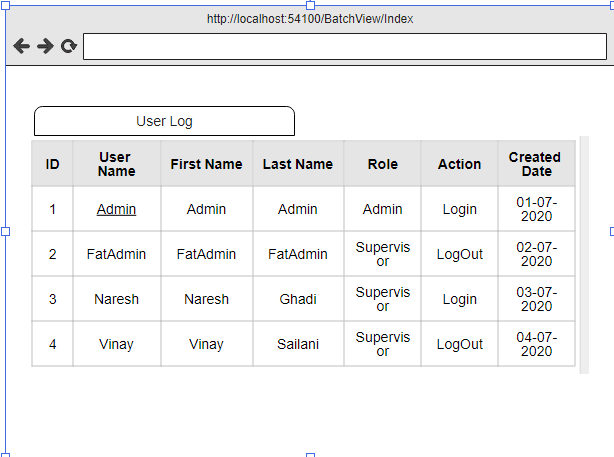 http://localhost:54100/BatchView/Index
User Log
ID User Name First Name Last Name Role Action Created Date
1 Admin Admin Admin Admin Login 01-07-2020
2 FatAdmin FatAdmin FatAdmin Supervisor LogOut 02-07-2020
3 Naresh Naresh Ghadi Supervisor Login 03-07-2020
4 Vinay Vinay Sailani Supervisor LogOut 04-07-2020